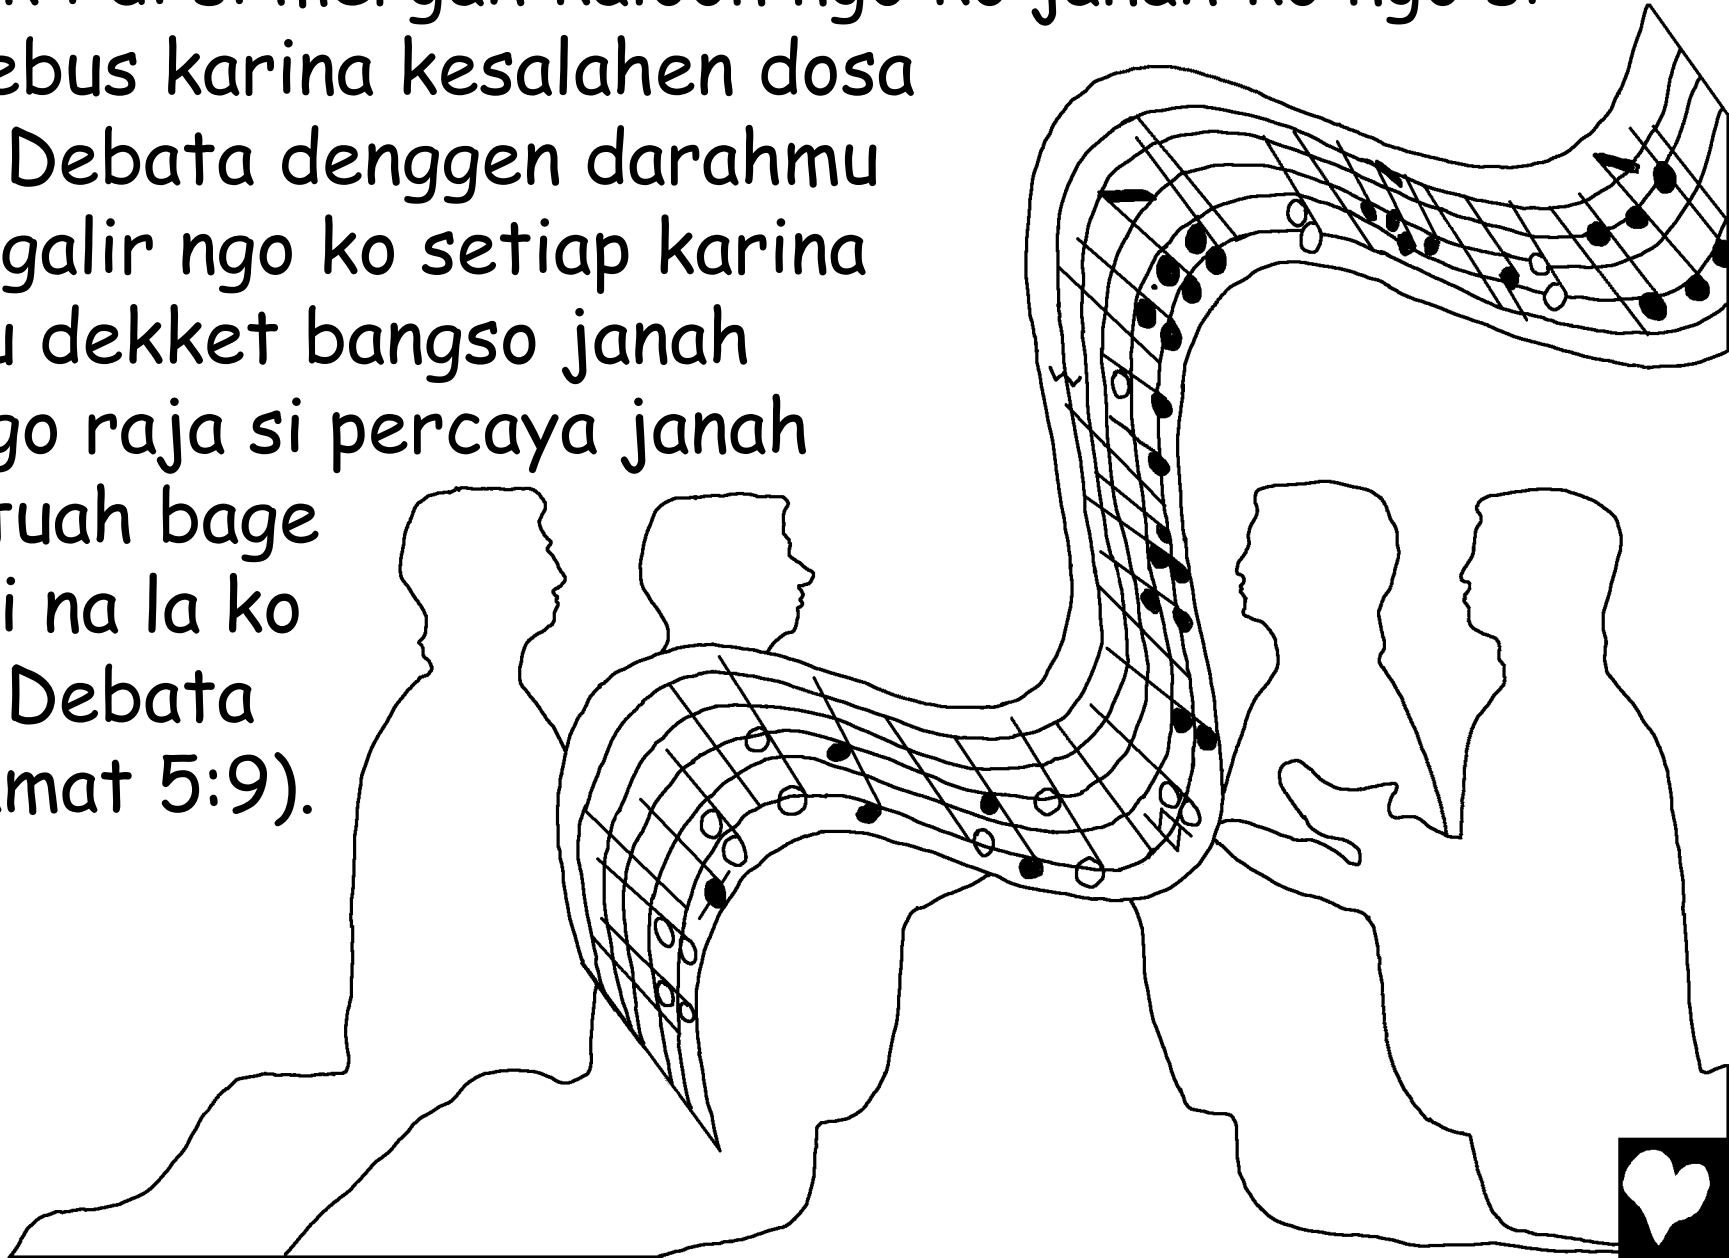 ebus karina kesalahen dosa
Debata denggen darahmu
galir ngo ko setiap karina
u dekket bangso janah
go raja si percaya janah
tuah bage
i na la ko
Debata
mat 5:9).